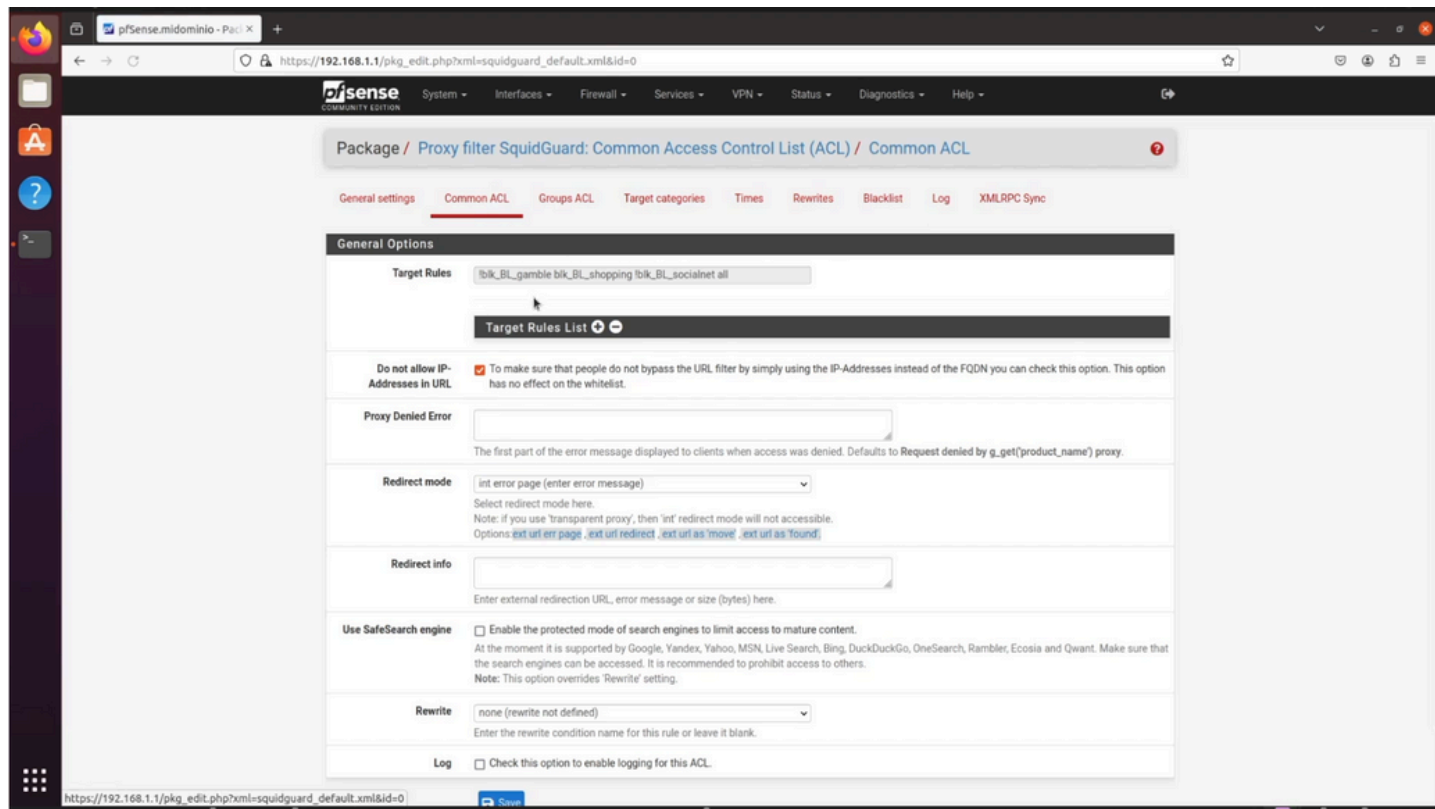 pfSense.midominio - Paci
https://192.168.1.1/pkg_edit.php?xml=squidguard_default.xml&id=0
pfsense
COMMUNITY EDITION
System
Interfaces
Firewall
Services
VPN
Status
Diagnostics
Help
Package / Proxy filter SquidGuard: Common Access Control List (ACL) / Common ACL
General settings
Common ACL
Groups ACL
Target categories
Times
Rewrites
Blacklist
Log
XMLRPC Sync
General Options
Target Rules
!blk_BL_gamble blk_BL_shopping !blk_BL_socialnet all
Target Rules List
Do not allow IP-
Addresses in URL
To make sure that people do not bypass the URL filter by simply using the IP-Addresses instead of the FQDN you can check this option. This option
has no effect on the whitelist.
Proxy Denied Error
The first part of the error message displayed to clients when access was denied. Defaults to Request denied by g_get('product_name') proxy.
Redirect mode
int error page (enter error message)
Select redirect mode here.
Note: if you use 'transparent proxy', then 'int' redirect mode will not accessible.
Options:ext url err page , ext url redirect , ext url as 'move' , ext url as 'found'.
Redirect info
Enter external redirection URL, error message or size (bytes) here.
Use SafeSearch engine
Enable the protected mode of search engines to limit access to mature content.
At the moment it is supported by Google, Yandex, Yahoo, MSN, Live Search, Bing, DuckDuckGo, OneSearch, Rambler, Ecosia and Qwant. Make sure that
the search engines can be accessed. It is recommended to prohibit access to others.
Note: This option overrides 'Rewrite' setting.
Rewrite
none (rewrite not defined)
Enter the rewrite condition name for this rule or leave it blank.
Log
Check this option to enable logging for this ACL.
https://192.168.1.1/pkg_edit.php?xml=squidguard_default.xml&id=0
Save